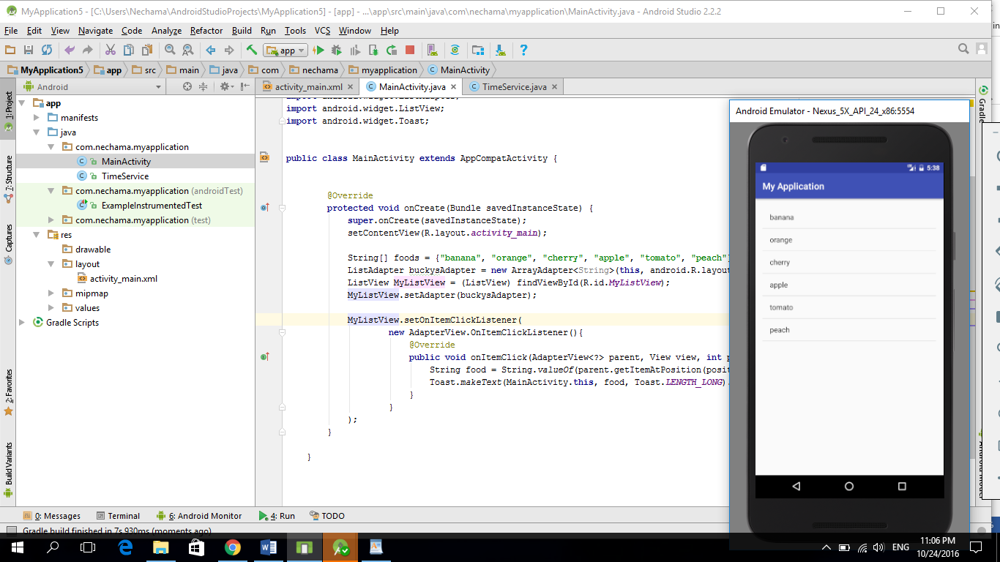 MyApplication5 - [C:\Users\Nechama\AndroidStudioProjects\MyApplication5] - [app] - ...\app\src\main\java\com\nechama\myapplication\MainActivity.java - Android Studio 2.2.2
File Edit View Navigate Code Analyze Refactor Build Run Tools VCS Window Help
app
MyApplication5 app src main java com nechama myapplication MainActivity
Android
activity_main.xml MainActivity.java TimeService.java
1: Project
7: Structure
Captures
2: Favorites
Build Variants
app
manifests
java
com.nechama.myapplication
MainActivity
TimeService
com.nechama.myapplication (androidTest)
ExampleInstrumentedTest
com.nechama.myapplication (test)
res
drawable
layout
activity_main.xml
mipmap
values
Gradle Scripts
import android.widget.ListView;
import android.widget.Toast;
public class MainActivity extends AppCompatActivity {
@Override
protected void onCreate(Bundle savedInstanceState) {
super.onCreate(savedInstanceState);
setContentView(R.layout.activity_main);
String[] foods = {"banana", "orange", "cherry", "apple", "tomato", "peach"
ListAdapter buckysAdapter = new ArrayAdapter<String>(this, android.R.layout
ListView MyListView = (ListView) findViewById(R.id.MyListView);
MyListView.setAdapter(buckysAdapter);
MyListView.setOnItemClickListener(
new AdapterView.OnItemClickListener(){
@Override
public void onItemClick(AdapterView<?> parent, View view, int p
String food = String.valueOf(parent.getItemAtPosition(posit
Toast.makeText(MainActivity.this, food, Toast.LENGTH_LONG)
}
}
);
}
}
Android Emulator - Nexus_5X_API_24_x86:5554
5:38
My Application
banana
orange
cherry
apple
tomato
peach
0: Messages Terminal 6: Android Monitor 4: Run TODO
Gradle build finished in 7s 930ms (moments ago)
ENG
11:06 PM
10/24/2016